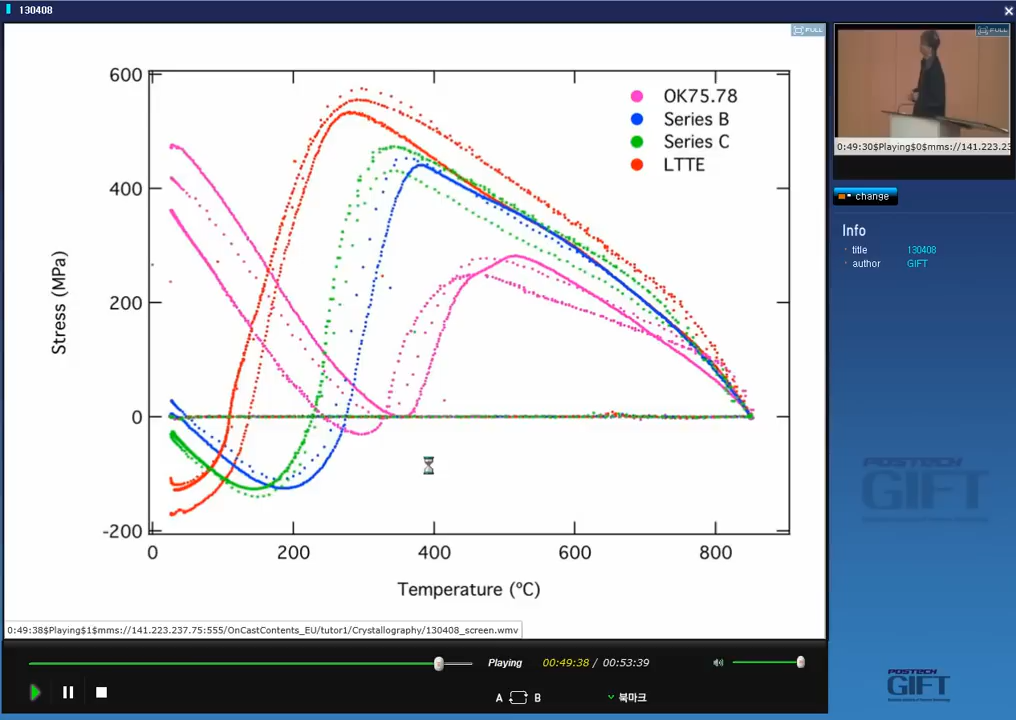 130408
FULL
FULL
600
400
200
0
-200
Stress (MPa)
OK75.78
Series B
Series C
LTTE
0
200
400
600
800
Temperature (°C)
0:49:30$Playing$0$mms://141.223.23
change
Info
title 130408
author GIFT
POSTECH
GIFT
0:49:38$Playing$1$mms://141.223.237.75:555/OnCastContents_EU/tutor1/Crystallography/130408_screen.wmv
Playing 00:49:38 / 00:53:39
A B 북마크
POSTECH
GIFT